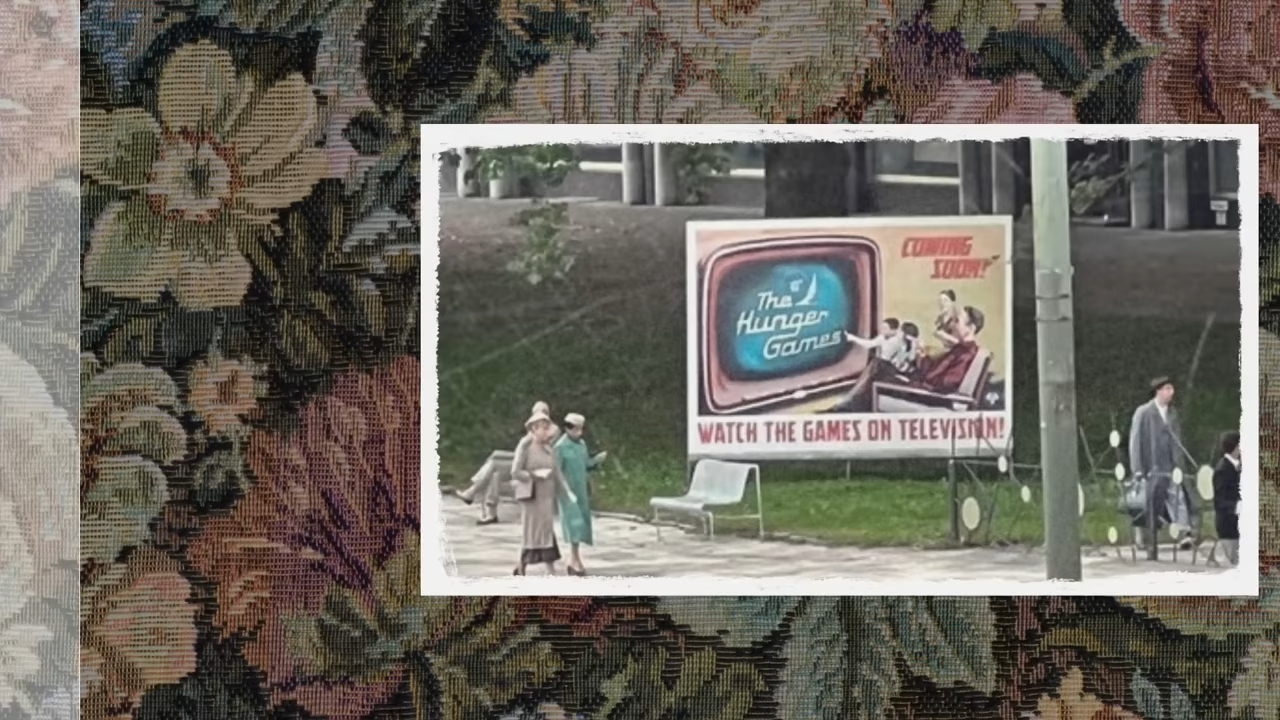 COMING
SOON!
The
Hunger
Games
WATCH THE GAMES ON TELEVISION!